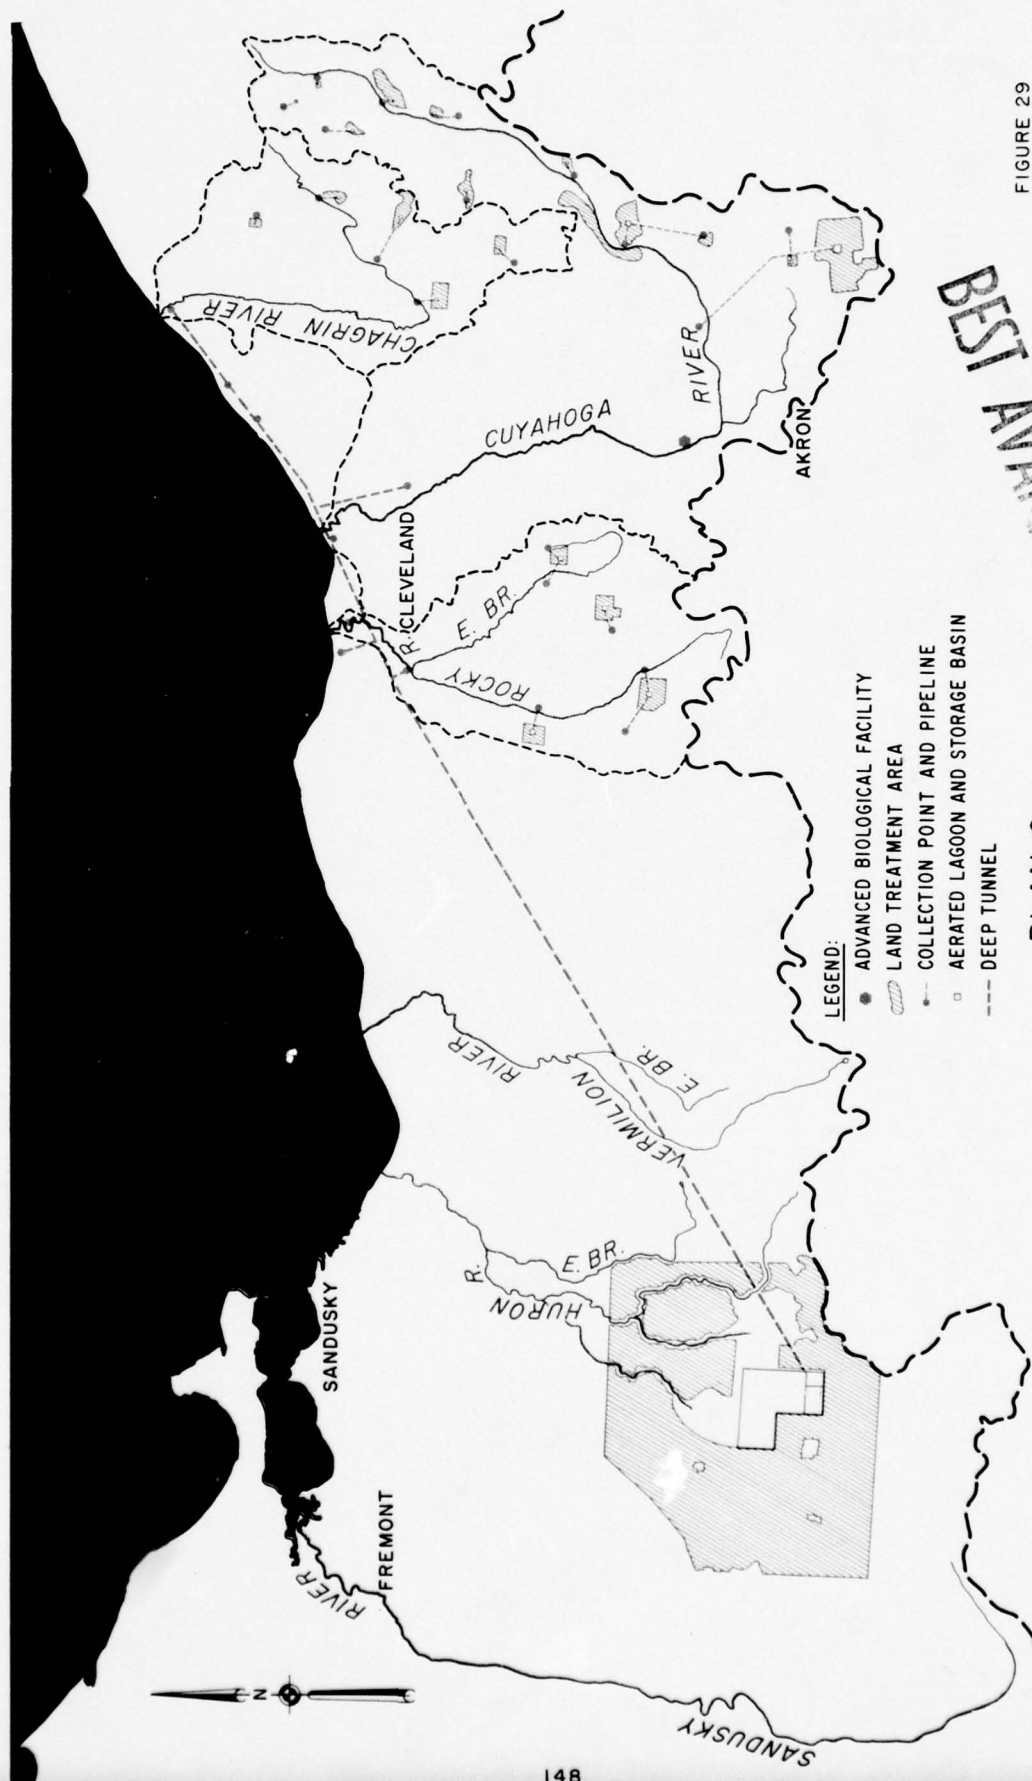 CHAGRIN
RIVER
CUYAHOGA
RIVER
AKRON
R. CLEVELAND
E. BR.
ROCKY
RIVER
VERMILION
E. BR.
R.
HURON
E. BR.
SANDUSKY
FREMONT
RIVER
SANDUSKY
N
LEGEND:
ADVANCED BIOLOGICAL FACILITY
LAND TREATMENT AREA
COLLECTION POINT AND PIPELINE
AERATED LAGOON AND STORAGE BASIN
DEEP TUNNEL
BEST
FIGURE 29
148